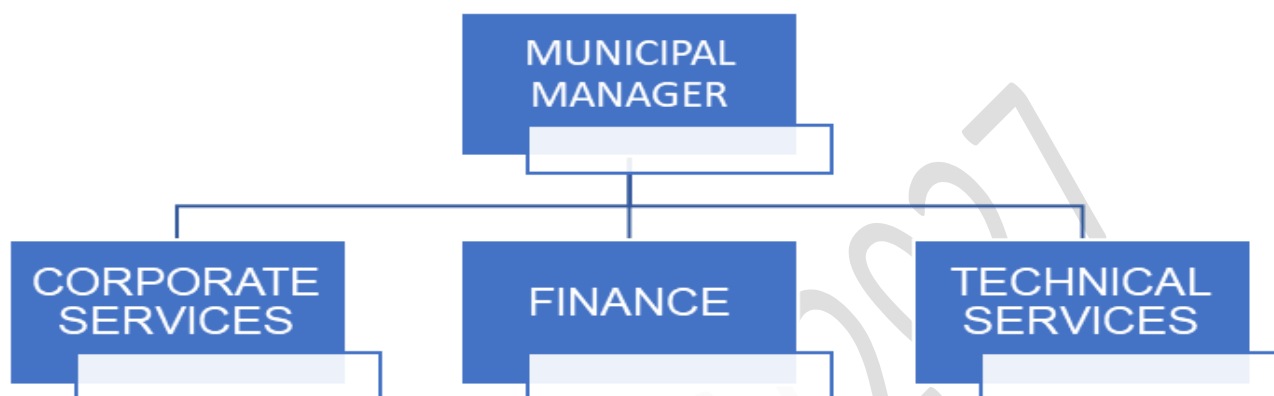 MUNICIPAL
MANAGER
CORPORATE
SERVICES
FINANCE
TECHNICAL
SERVICES